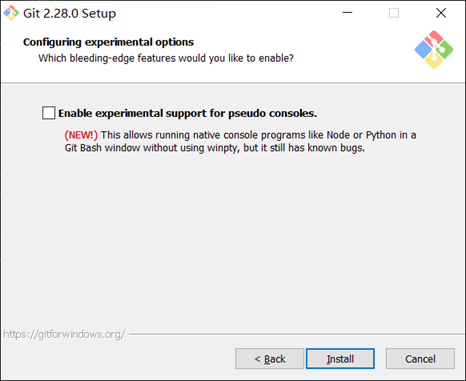 Git 2.28.0 Setup
Configuring experimental options
Which bleeding-edge features would you like to enable?
Enable experimental support for pseudo consoles.
(NEW!) This allows running native console programs like Node or Python in a
Git Bash window without using winpty, but it still has known bugs.
https://gitforwindows.org/
< Back
Install
Cancel